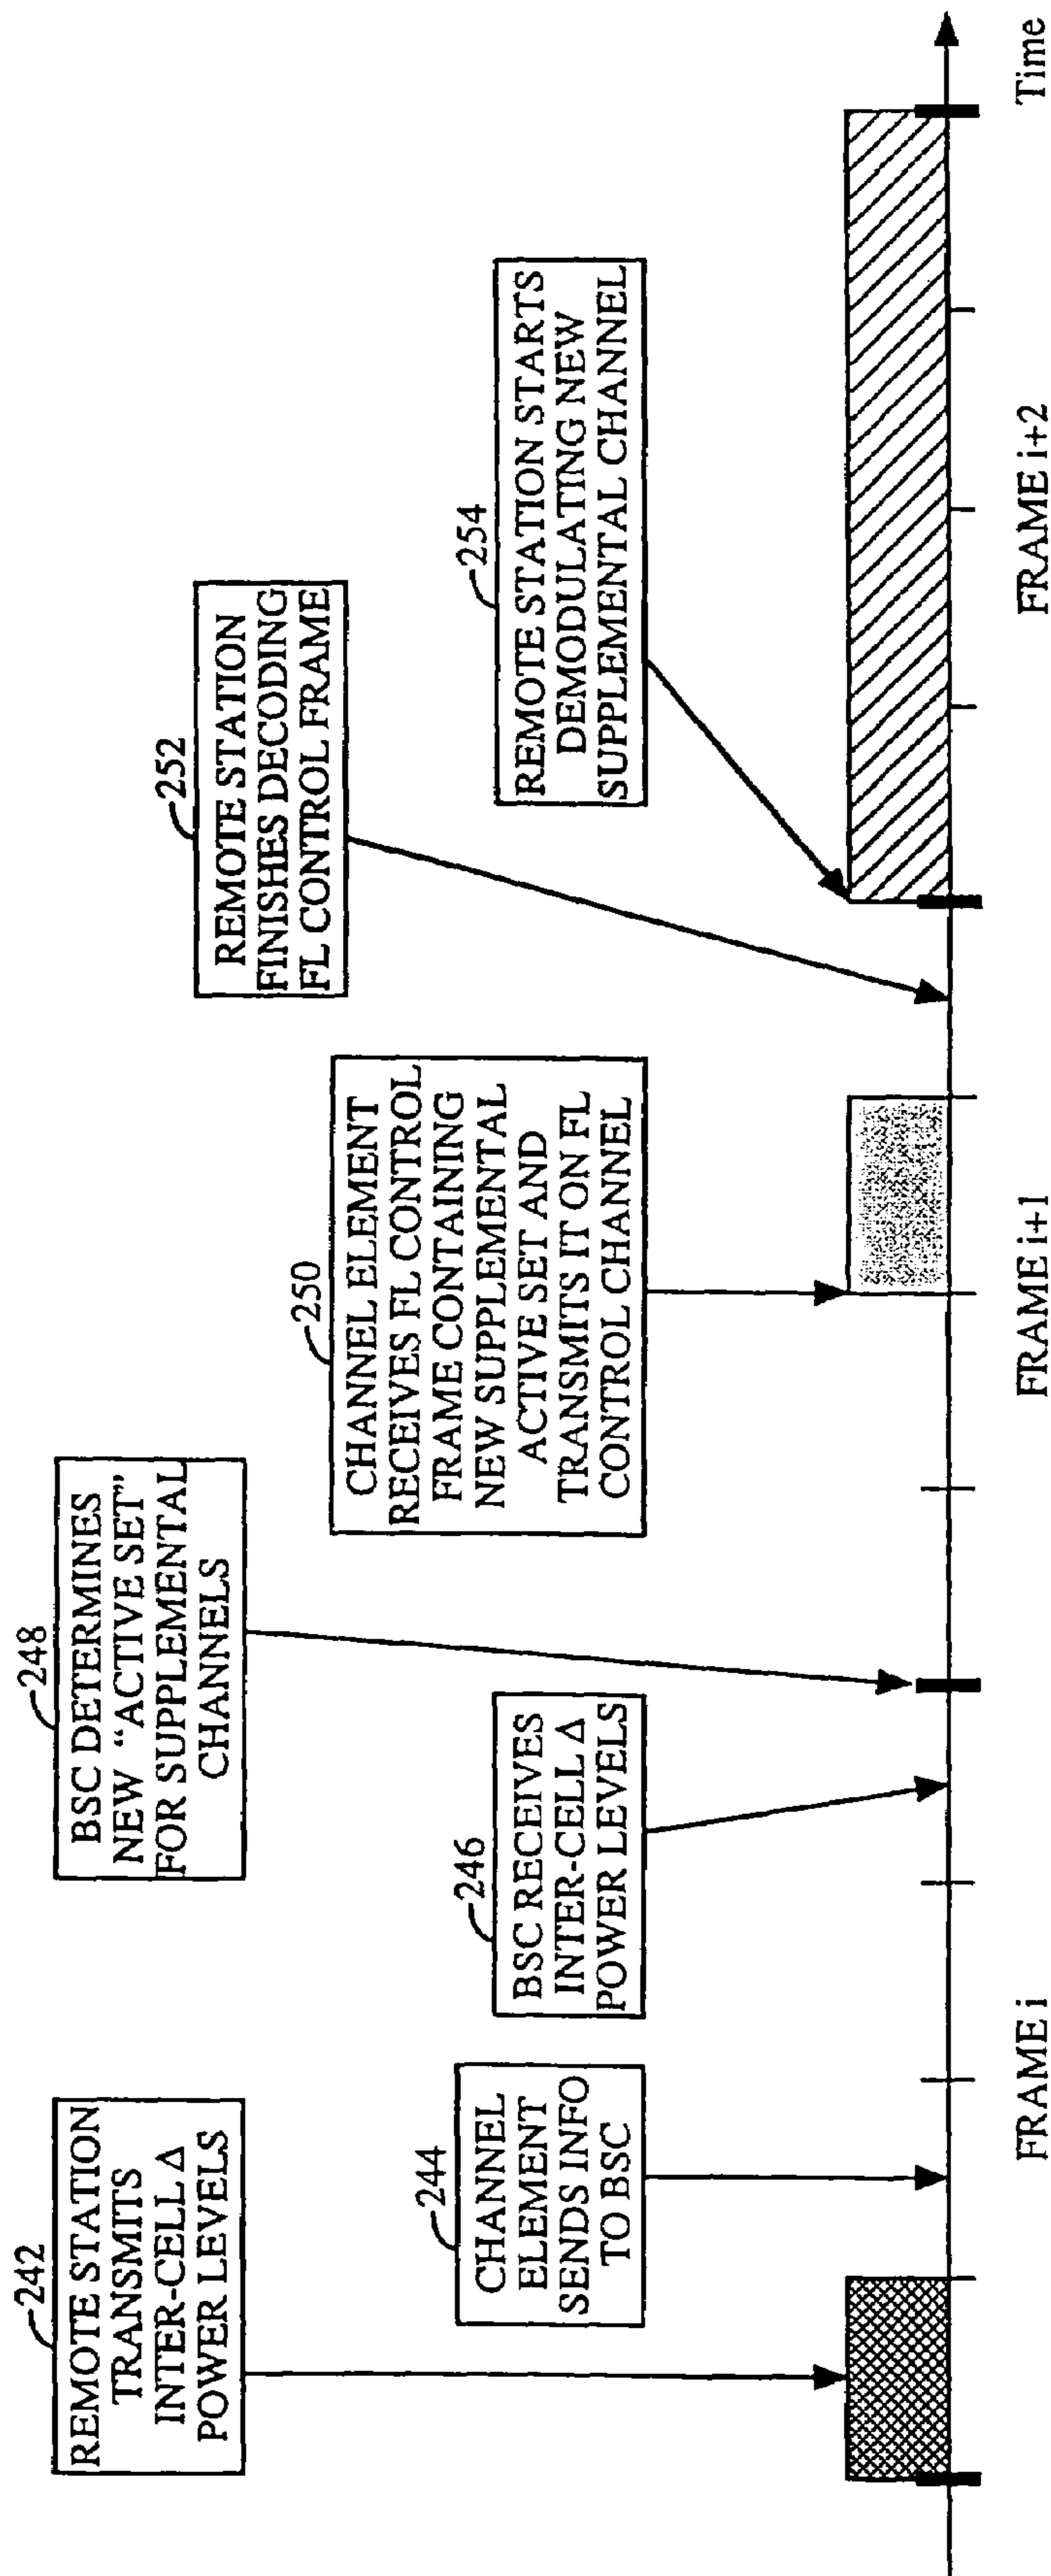 242
REMOTE STATION
TRANSMITS
INTER-CELL Δ
POWER LEVELS
244
CHANNEL
ELEMENT
SENDS INFO
TO BSC
246
BSC RECEIVES
INTER-CELL Δ
POWER LEVELS
248
BSC DETERMINES
NEW “ACTIVE SET”
FOR SUPPLEMENTAL
CHANNELS
250
CHANNEL ELEMENT
RECEIVES FL CONTROL
FRAME CONTAINING
NEW SUPPLEMENTAL
ACTIVE SET AND
TRANSMITS IT ON FL
CONTROL CHANNEL
252
REMOTE STATION
FINISHES DECODING
FL CONTROL FRAME
254
REMOTE STATION STARTS
DEMODULATING NEW
SUPPLEMENTAL CHANNEL
FRAME i
FRAME i+1
FRAME i+2
Time